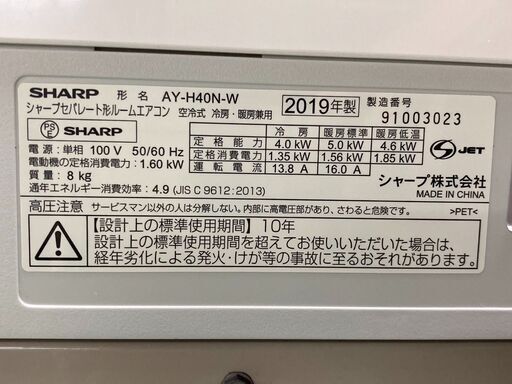 SHARP 形名 AY-H40N-W
シャープセパレート形ルームエアコン 空冷式 冷房・暖房兼用
2019年製
製造番号
91003023
PS E SHARP
電源：単相 100 V 50/60 Hz
電動機の定格消費電力：1.60 kW
質量：8 kg
通年エネルギー消費効率：4.9 (JIS C 9612：2013)
冷房 暖房標準 暖房低温
定格能力 4.0 kW 5.0 kW 4.6 kW
定格消費電力 1.35 kW 1.56 kW 1.85 kW
運転電流 13.8 A 16.0 A
S JET
シャープ株式会社
MADE IN CHINA
高圧注意 サービスマン以外の人は分解しない。内部に高電圧部があり、さわると危険です。 >PET<
【設計上の標準使用期間】10年
設計上の標準使用期間を超えてお使いいただいた場合は、
経年劣化による発火・けが等の事故に至るおそれがあります。